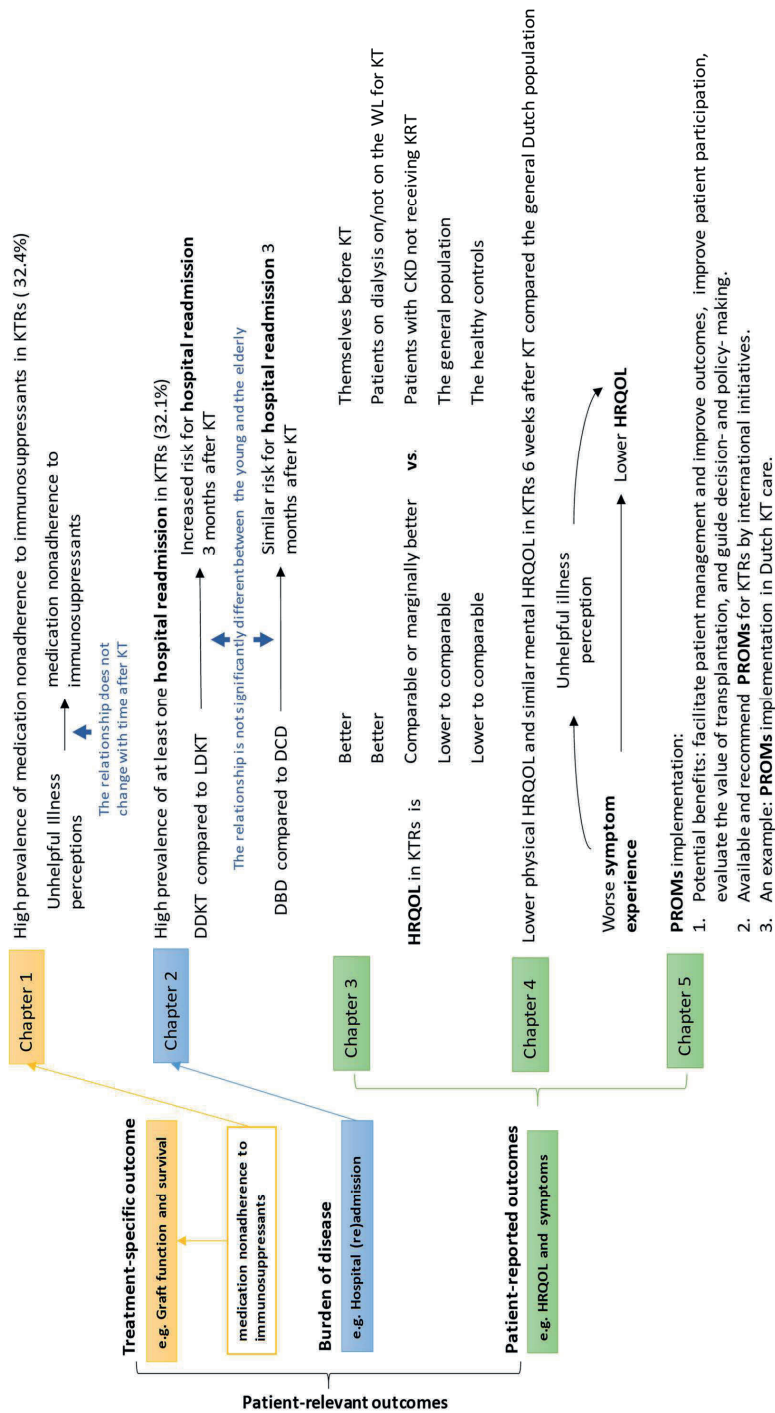 Patient-relevant outcomes
Treatment-specific outcome
e.g. Graft function and survival
medication nonadherence to
immunosuppressants
Burden of disease
e.g. Hospital (re)admission
Patient-reported outcomes
e.g. HRQOL and symptoms
Chapter 1
High prevalence of medication nonadherence to immunosuppressants in KTRs ( 32.4%)
Unhelpful Illness
perceptions
medication nonadherence to
immunosuppressants
The relationship does not
change with time after KT
Chapter 2
High prevalence of at least one hospital readmission in KTRs (32.1%)
DDKT compared to LDKT
Increased risk for hospital readmission
3 months after KT
The relationship is not significantly different between the young and the elderly
DBD compared to DCD
Similar risk for hospital readmission 3
months after KT
Chapter 3
HRQOL in KTRs is
Better
Better
Comparable or marginally better
Lower to comparable
Lower to comparable
vs.
Themselves before KT
Patients on dialysis on/not on the WL for KT
Patients with CKD not receiving KRT
The general population
The healthy controls
Chapter 4
Lower physical HRQOL and similar mental HRQOL in KTRs 6 weeks after KT compared the general Dutch population
Unhelpful illness
perception
Worse symptom
experience
Lower HRQOL
Chapter 5
PROMs implementation:
1. Potential benefits: facilitate patient management and improve outcomes, improve patient participation,
evaluate the value of transplantation, and guide decision- and policy- making.
2. Available and recommend PROMs for KTRs by international initiatives.
3. An example: PROMs implementation in Dutch KT care.